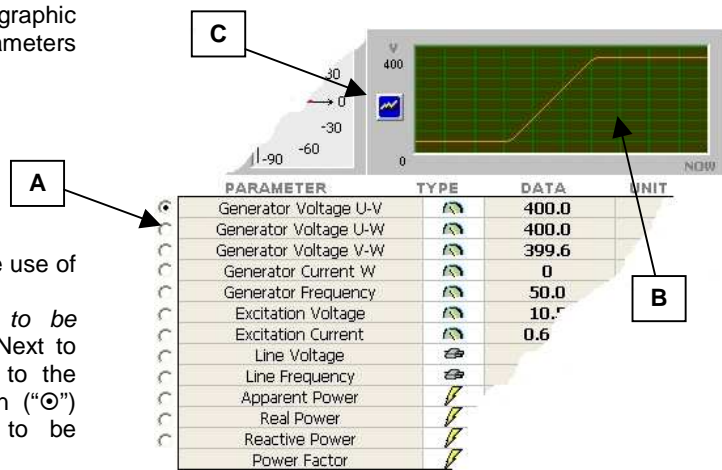 graphic
ameters
C
V
400
30
0
-30
-60
-90
0
NOW
A
PARAMETER TYPE DATA UNIT
Generator Voltage U-V 400.0
Generator Voltage U-W 400.0
Generator Voltage V-W 399.6
Generator Current W 0
Generator Frequency 50.0
Excitation Voltage 10.5
Excitation Current 0.6
Line Voltage
Line Frequency
Apparent Power
Real Power
Reactive Power
Power Factor
B
e use of
to be
Next to
to the
n (“⊙”)
to be